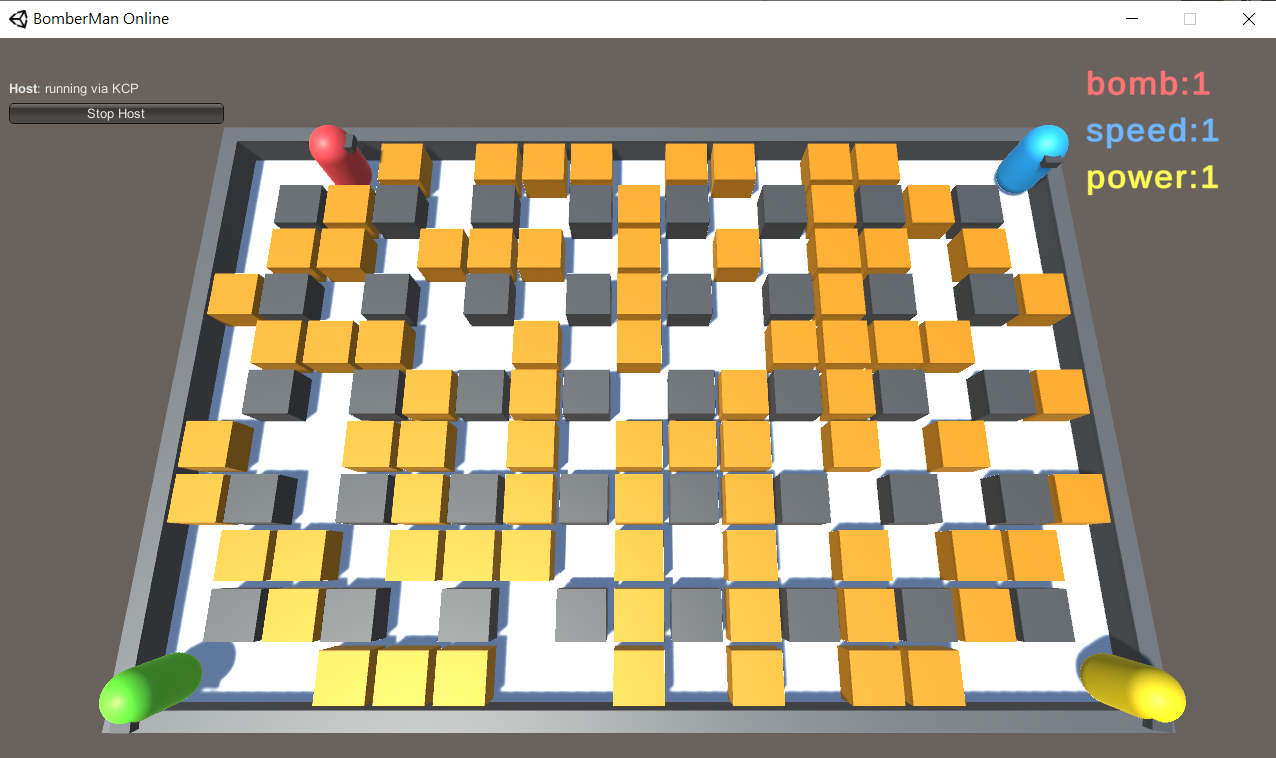 BomberMan Online
Host: running via KCP
Stop Host
bomb:1
speed:1
power:1